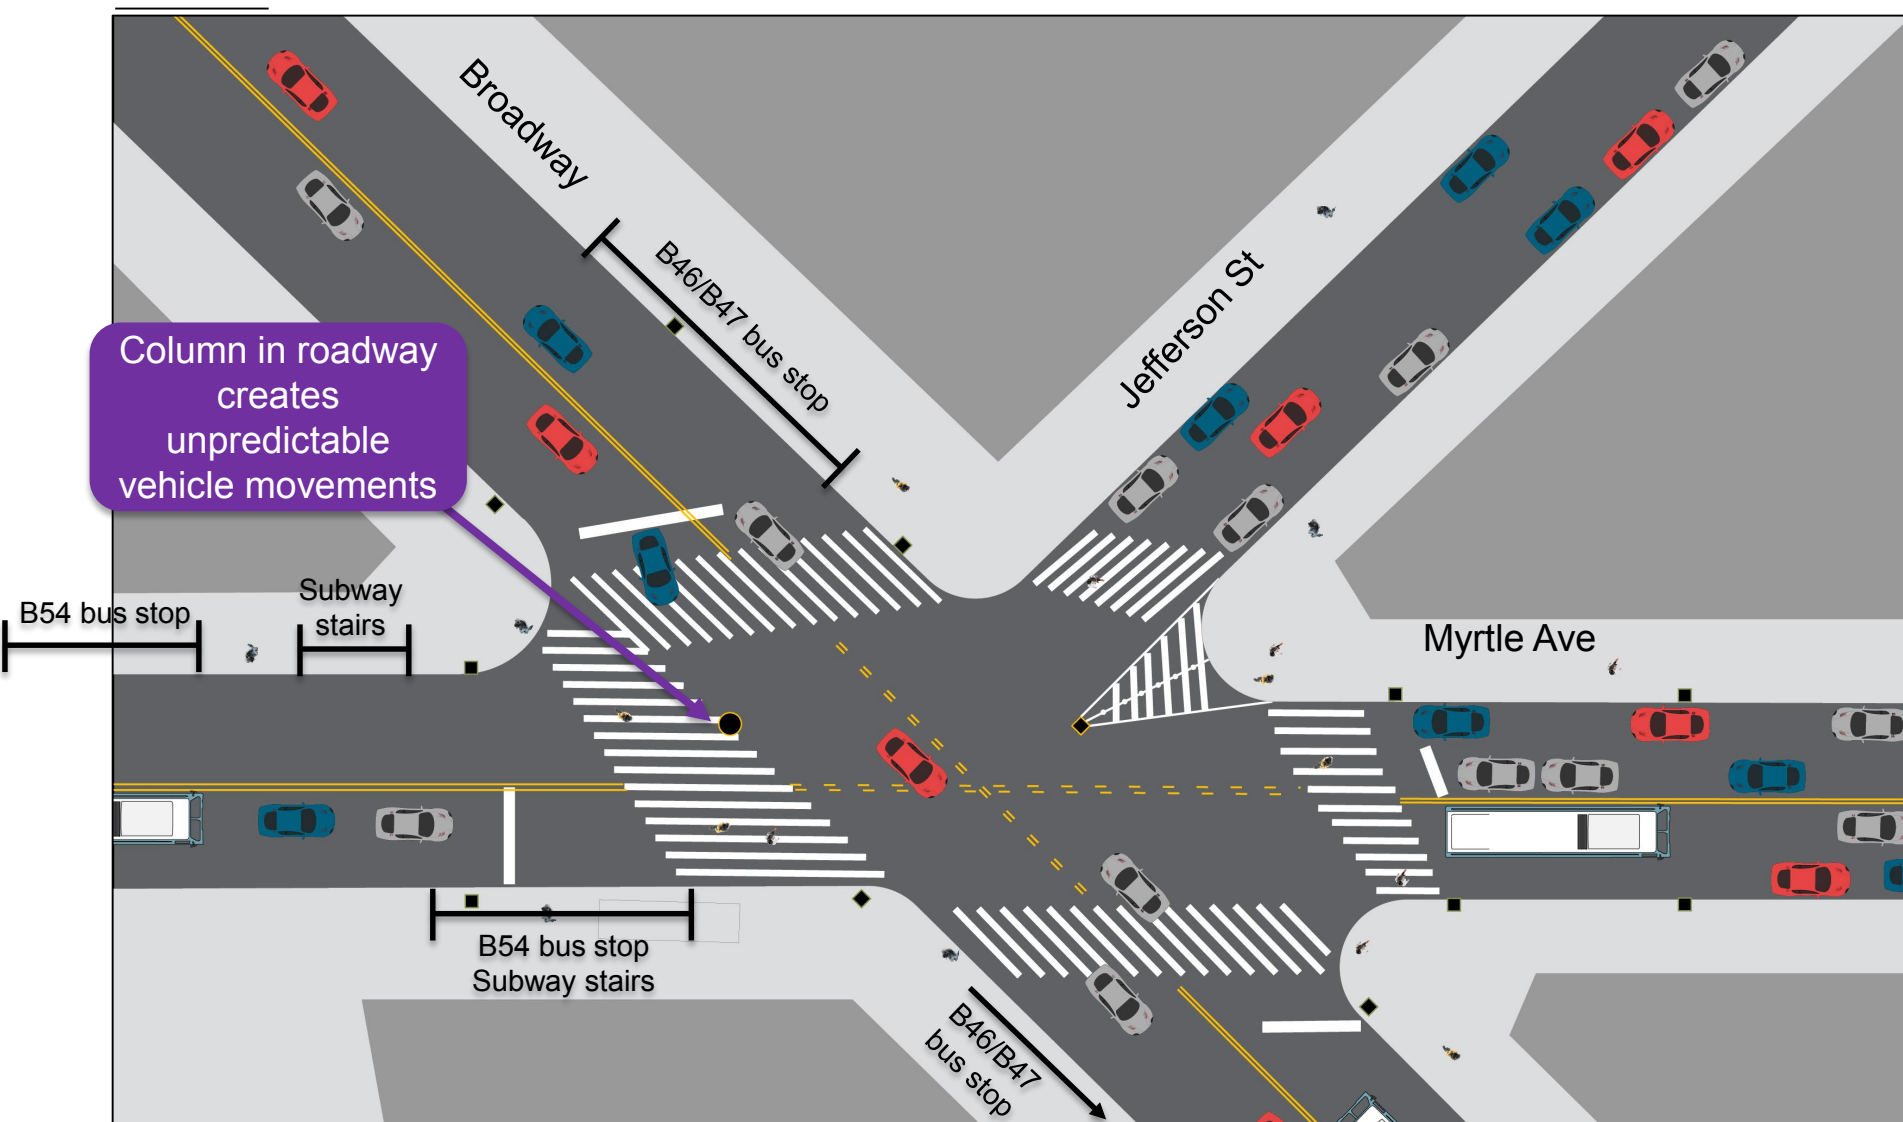 Broadway
B46/B47 bus stop
Jefferson St
Column in roadway
creates
unpredictable
vehicle movements
Subway
stairs
B54 bus stop
Myrtle Ave
B54 bus stop
Subway stairs
B46/B47
bus stop